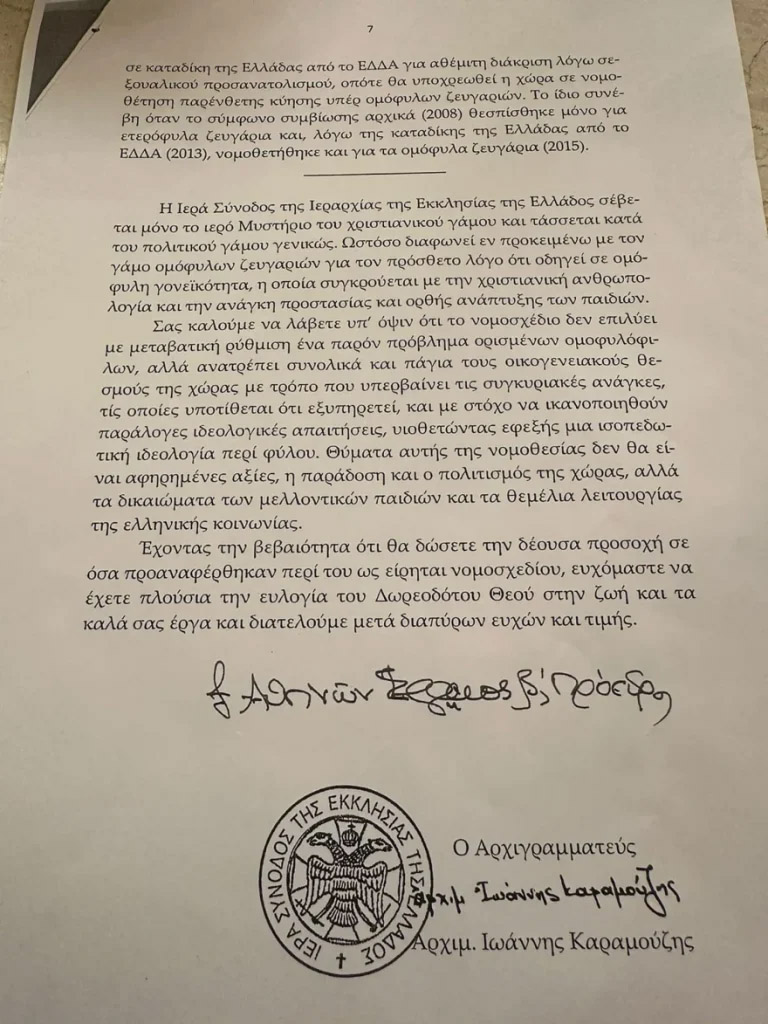 7
σε καταδίκη της Ελλάδας από το ΕΔΔΑ για αθέμιτη διάκριση λόγω σε-
ξουαλικού προσανατολισμού, οπότε θα υποχρεωθεί η χώρα σε νομο-
θέτηση παρένθετης κύησης υπέρ ομόφυλων ζευγαριών. Το ίδιο συνέ-
βη όταν το σύμφωνο συμβίωσης αρχικά (2008) θεσπίσθηκε μόνο για
ετερόφυλα ζευγάρια και, λόγω της καταδίκης της Ελλάδας από το
ΕΔΔΑ (2013), νομοθετήθηκε και για τα ομόφυλα ζευγάρια (2015).
Η Ιερά Σύνοδος της Ιεραρχίας της Εκκλησίας της Ελλάδος σέβε-
ται μόνο το ιερό Μυστήριο του χριστιανικού γάμου και τάσσεται κατά
του πολιτικού γάμου γενικώς. Ωστόσο διαφωνεί εν προκειμένω με τον
γάμο ομόφυλων ζευγαριών για τον πρόσθετο λόγο ότι οδηγεί σε ομό-
φυλη γονεϊκότητα, η οποία συγκρούεται με την χριστιανική ανθρωπο-
λογία και την ανάγκη προστασίας και ορθής ανάπτυξης των παιδιών.
Σας καλούμε να λάβετε υπ’ όψιν ότι το νομοσχέδιο δεν επιλύει
με μεταβατική ρύθμιση ένα παρόν πρόβλημα ορισμένων ομοφυλόφι-
λων, αλλά ανατρέπει συνολικά και πάγια τους οικογενειακούς θε-
σμούς της χώρας με τρόπο που υπερβαίνει τις συγκυριακές ανάγκες,
τίς οποίες υποτίθεται ότι εξυπηρετεί, και με στόχο να ικανοποιηθούν
παράλογες ιδεολογικές απαιτήσεις, υιοθετώντας εφεξής μια ισοπεδω-
τική ιδεολογία περί φύλου. Θύματα αυτής της νομοθεσίας δεν θα εί-
ναι αφηρημένες αξίες, η παράδοση και ο πολιτισμός της χώρας, αλλά
τα δικαιώματα των μελλοντικών παιδιών και τα θεμέλια λειτουργίας
της ελληνικής κοινωνίας.
Έχοντας την βεβαιότητα ότι θα δώσετε την δέουσα προσοχή σε
όσα προαναφέρθηκαν περί του ως είρηται νομοσχεδίου, ευχόμαστε να
έχετε πλούσια την ευλογία του Δωρεοδότου Θεού στην ζωή και τα
καλά σας έργα και διατελούμε μετά διαπύρων ευχών και τιμής.
Ἀθηνῶν Πρόεδρος
ΙΕΡΑ ΣΥΝΟΔΟΣ ΤΗΣ ΕΚΚΛΗΣΙΑΣ ΤΗΣ ΕΛΛΑΔΟΣ
Ο Αρχιγραμματεύς
αρχιμ Ἰωάννης Καραμούζης
Αρχιμ. Ιωάννης Καραμούζης